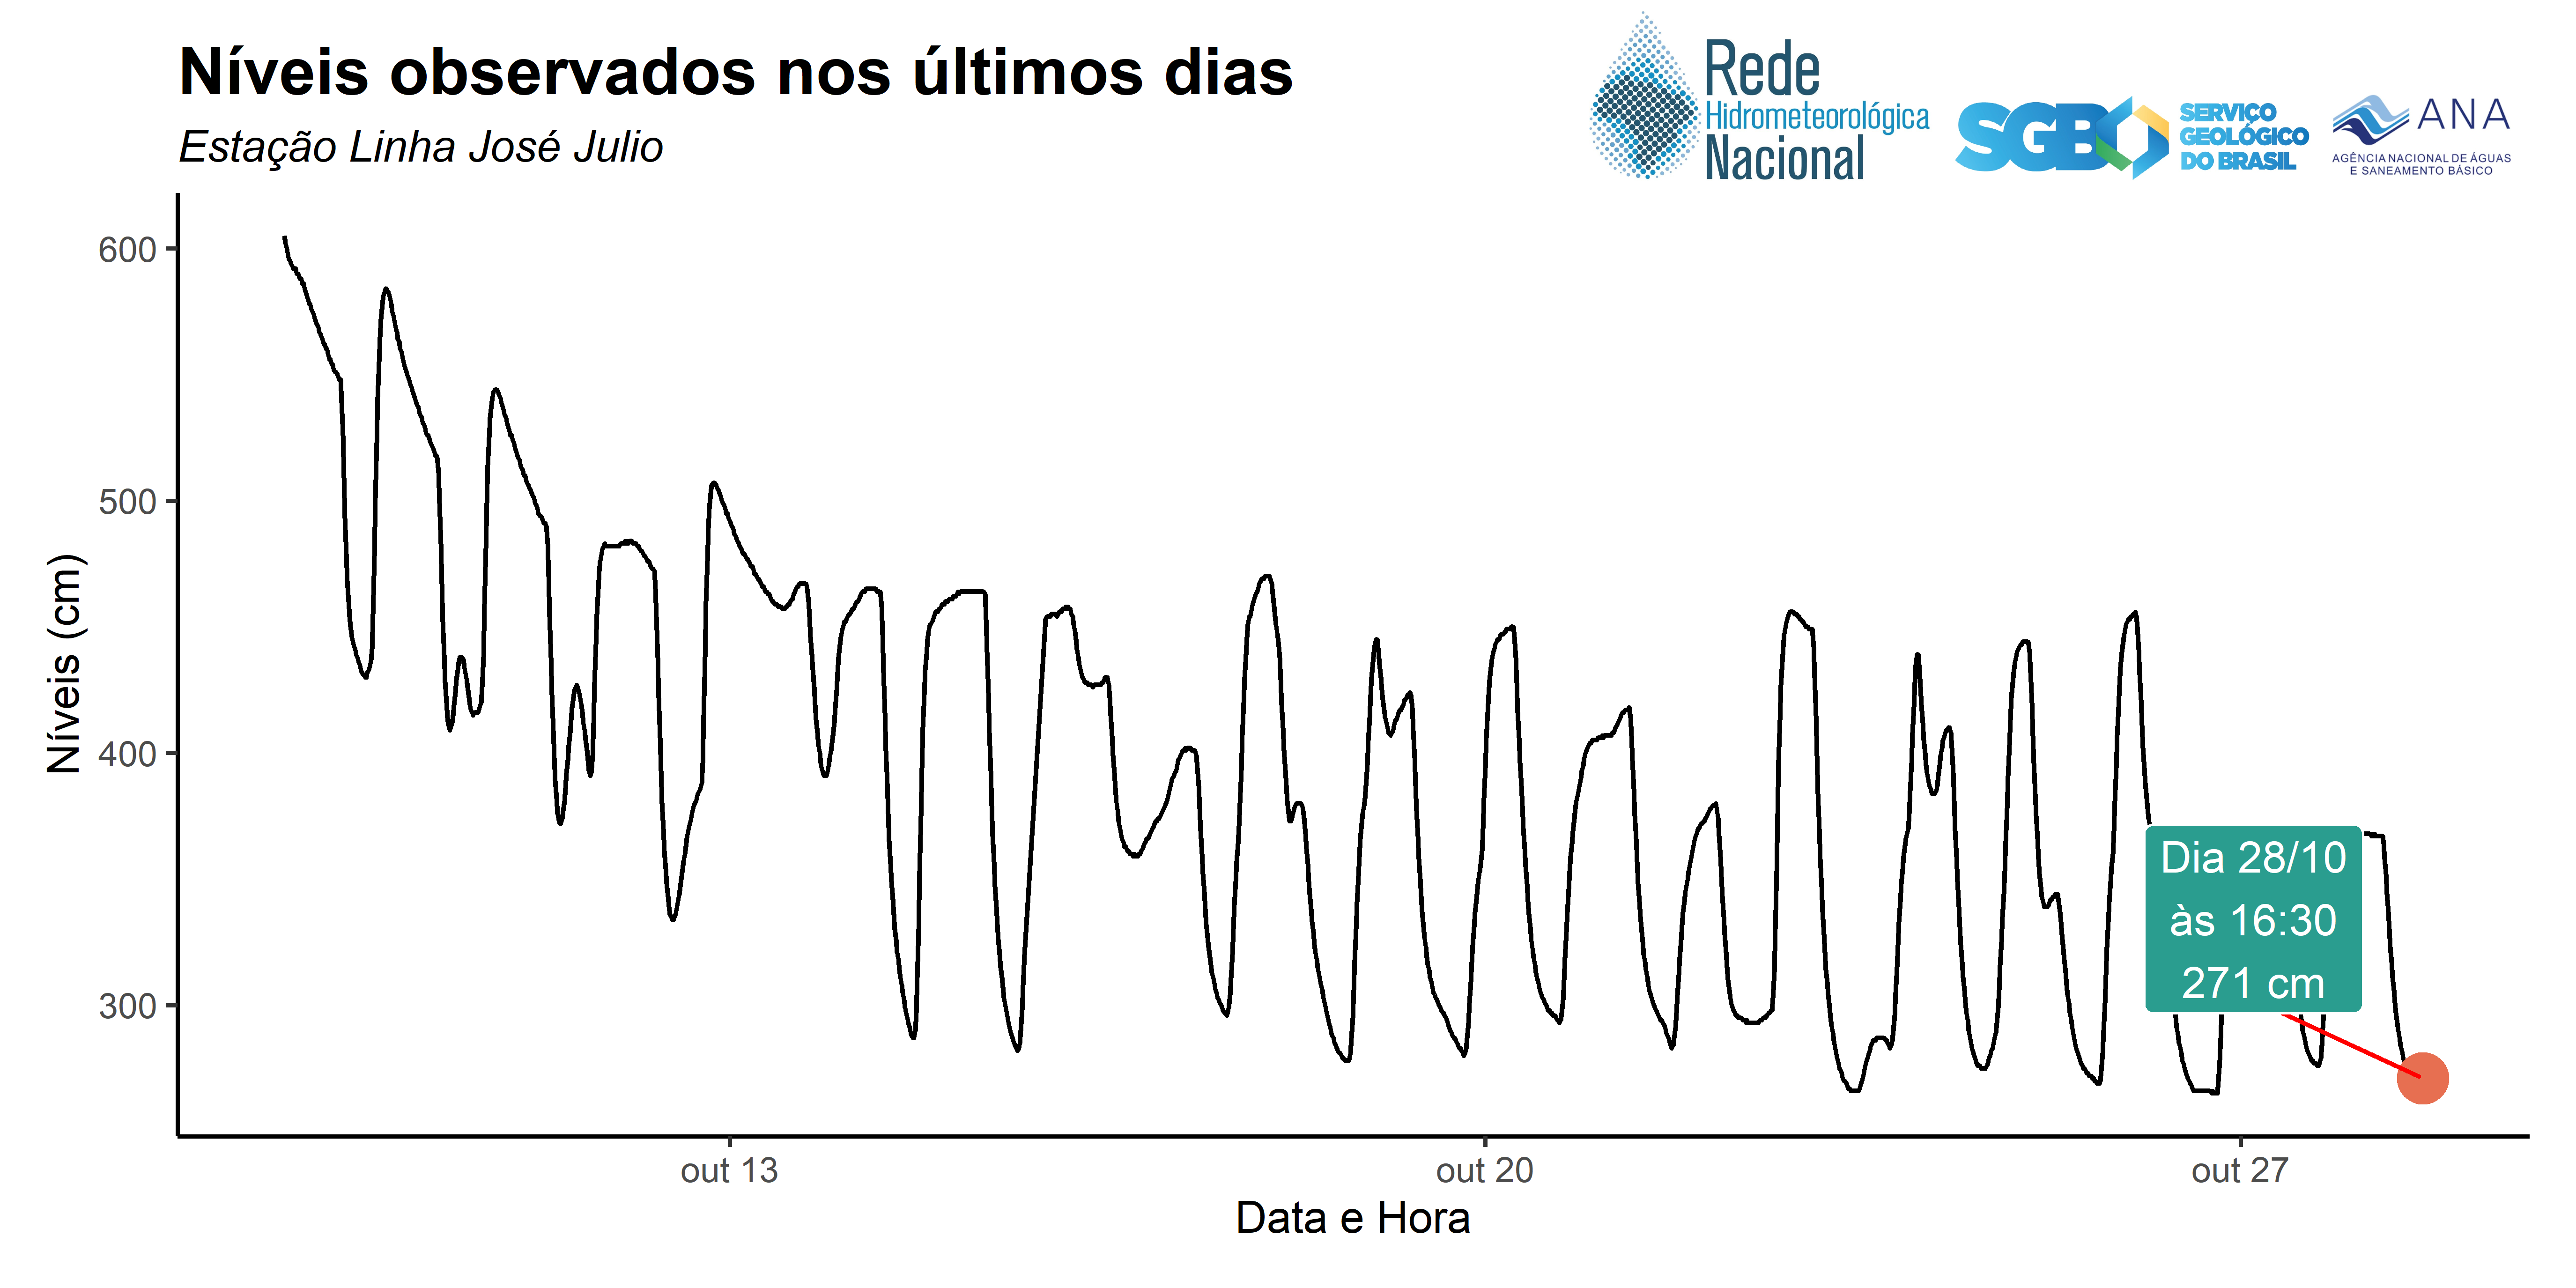 Níveis observados nos últimos dias
Estação Linha José Julio
Rede
Hidrometeorológica
Nacional
SGB
SERVIÇO
GEOLÓGICO
DO BRASIL
ANA
AGÊNCIA NACIONAL DE ÁGUAS
E SANEAMENTO BÁSICO
Níveis (cm)
600
500
400
300
Dia 28/10
às 16:30
271 cm
out 13
out 20
out 27
Data e Hora